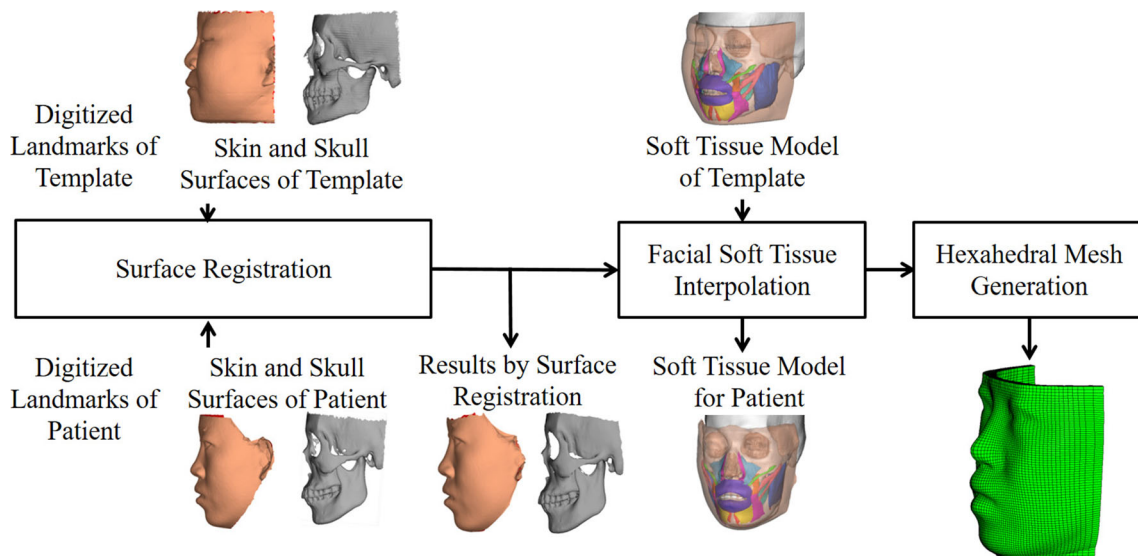 Digitized
Landmarks of
Template
Skin and Skull
Surfaces of Template
Soft Tissue Model
of Template
Surface Registration
Facial Soft Tissue
Interpolation
Hexahedral Mesh
Generation
Digitized
Landmarks of
Patient
Skin and Skull
Surfaces of Patient
Results by Surface
Registration
Soft Tissue Model
for Patient